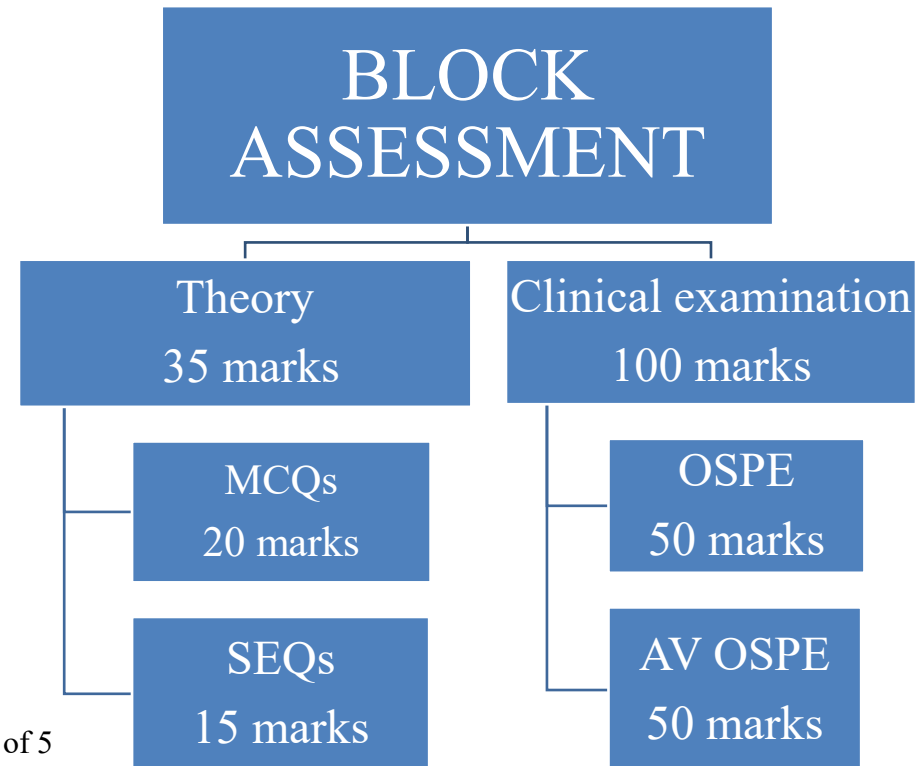 BLOCK
ASSESSMENT
Theory
35 marks
Clinical examination
100 marks
MCQs
20 marks
OSPE
50 marks
SEQs
15 marks
AV OSPE
50 marks
of 5